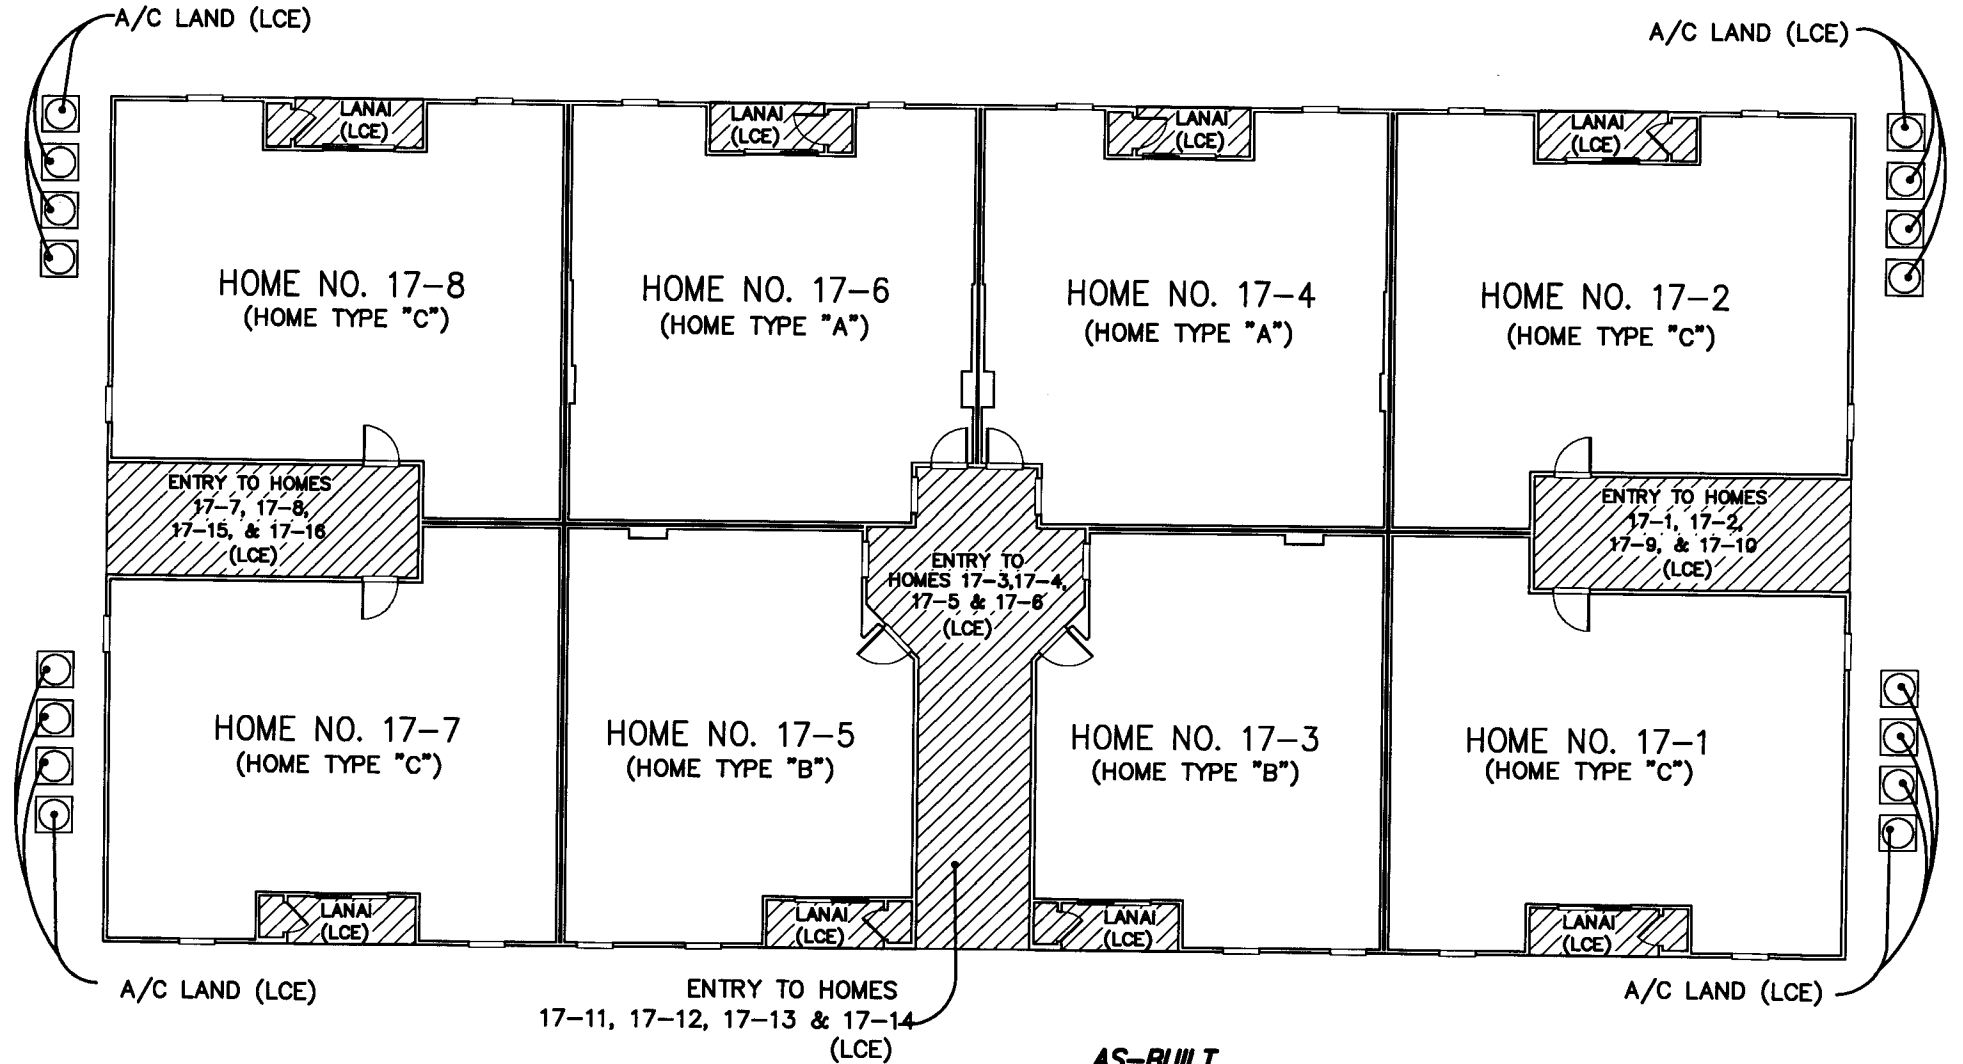 A/C LAND (LCE)
A/C LAND (LCE)
LANAI
(LCE)
LANAI
(LCE)
LANAI
(LCE)
LANAI
(LCE)
HOME NO. 17-8
(HOME TYPE "C")
HOME NO. 17-6
(HOME TYPE "A")
HOME NO. 17-4
(HOME TYPE "A")
HOME NO. 17-2
(HOME TYPE "C")
ENTRY TO HOMES
17-7, 17-8,
17-15, & 17-16
(LCE)
ENTRY TO
HOMES 17-3,17-4,
17-5 & 17-6
(LCE)
ENTRY TO HOMES
17-1, 17-2,
17-9, & 17-10
(LCE)
HOME NO. 17-7
(HOME TYPE "C")
HOME NO. 17-5
(HOME TYPE "B")
HOME NO. 17-3
(HOME TYPE "B")
HOME NO. 17-1
(HOME TYPE "C")
LANAI
(LCE)
LANAI
(LCE)
LANAI
(LCE)
LANAI
(LCE)
A/C LAND (LCE)
ENTRY TO HOMES
17-11, 17-12, 17-13 & 17-14
(LCE)
A/C LAND (LCE)
AS-BUILT